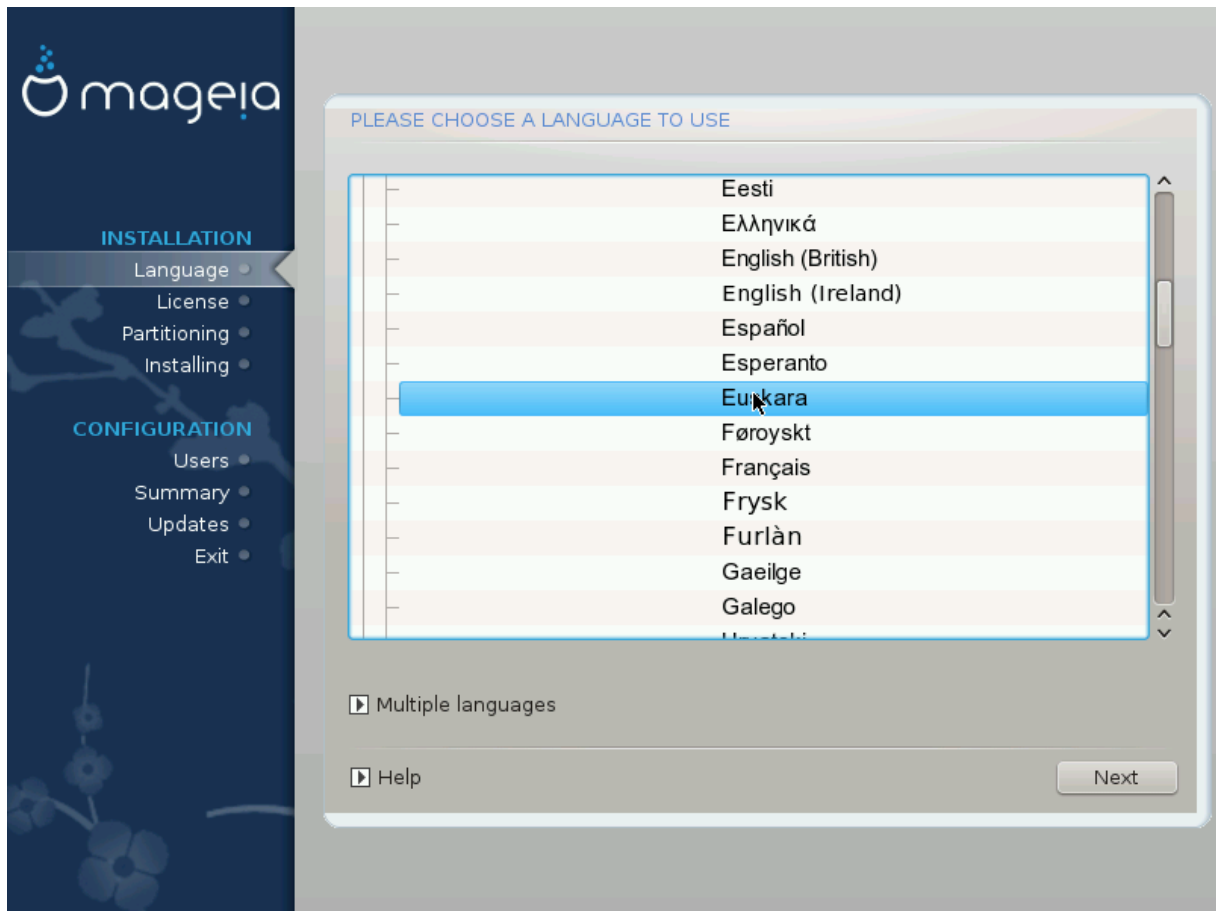 mageia
INSTALLATION
Language
License
Partitioning
Installing
CONFIGURATION
Users
Summary
Updates
Exit
PLEASE CHOOSE A LANGUAGE TO USE
Eesti
Ελληνικά
English (British)
English (Ireland)
Español
Esperanto
Euskara
Føroyskt
Français
Frysk
Furlàn
Gaeilge
Galego
Multiple languages
Help
Next